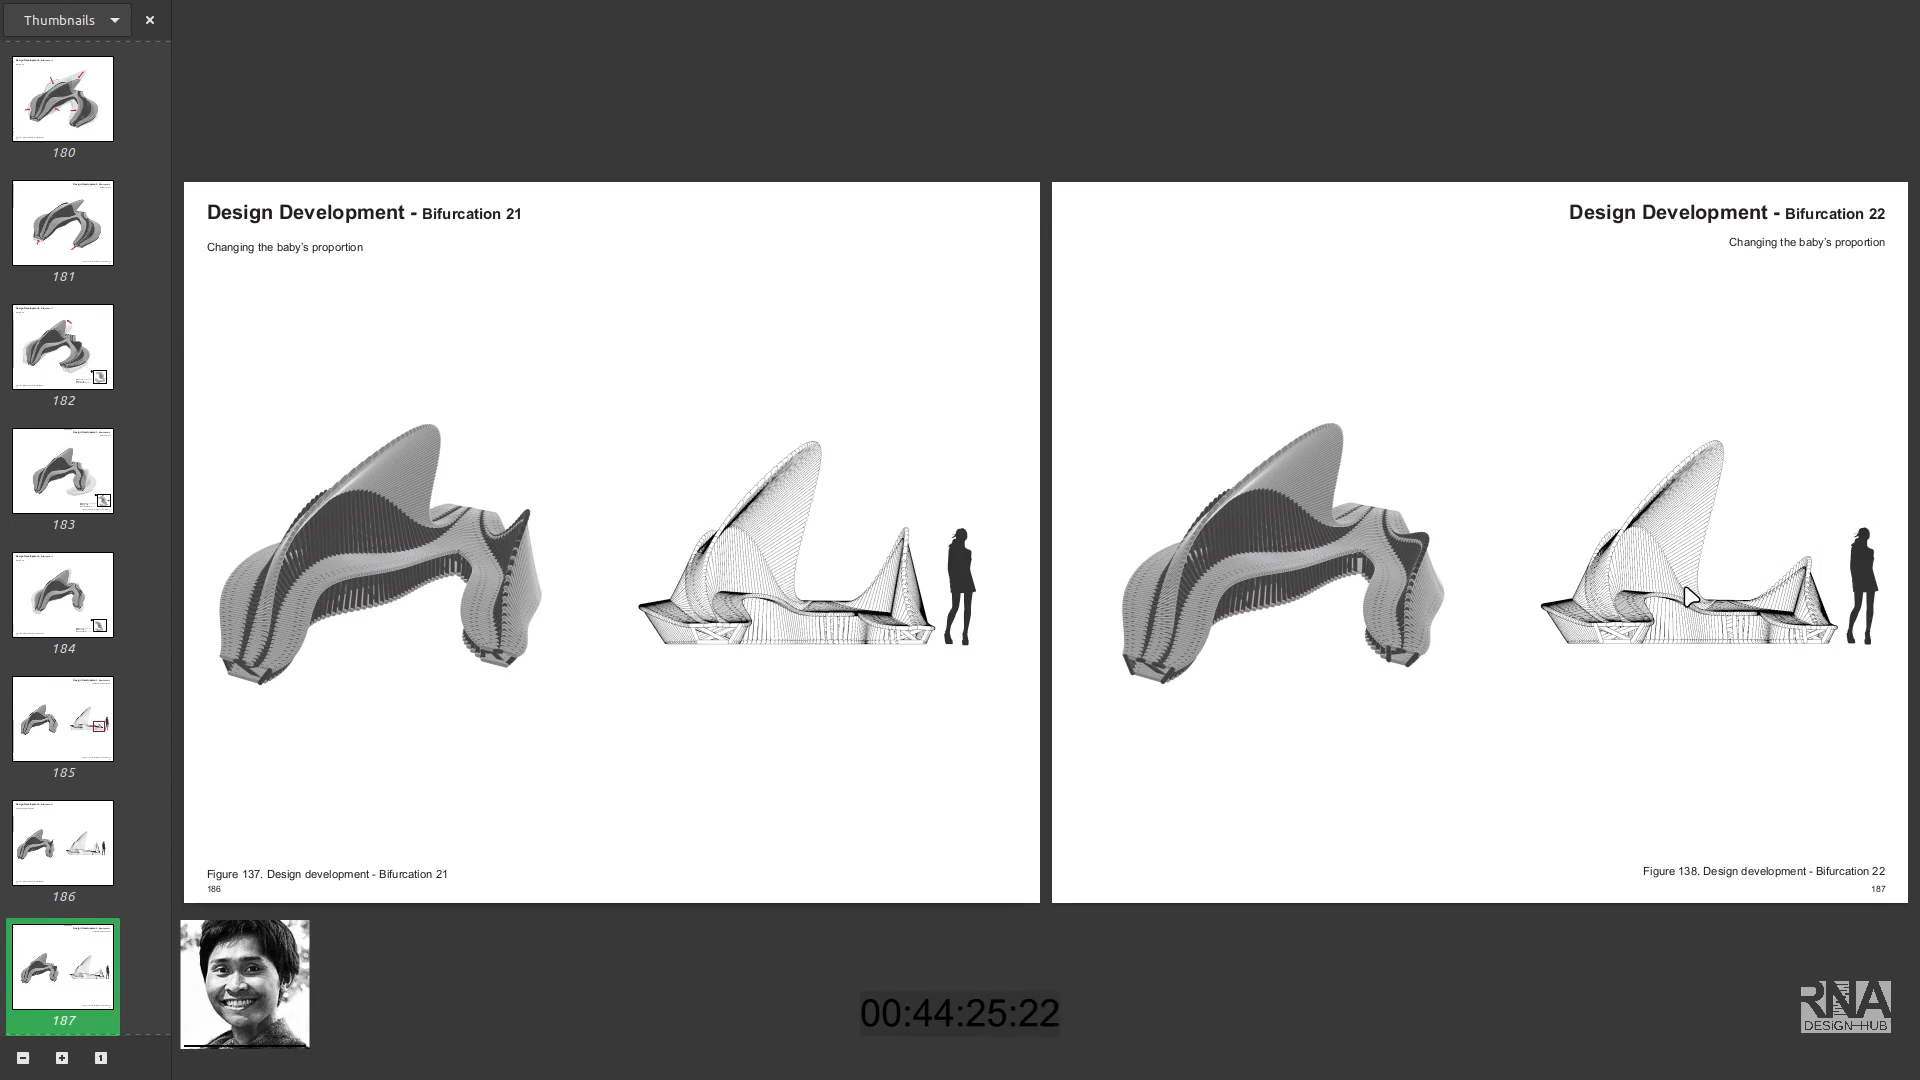 Thumbnails
180
181
182
183
184
185
186
187
Design Development - Bifurcation 21
Changing the baby's proportion
Figure 137. Design development - Bifurcation 21
186
Design Development - Bifurcation 22
Changing the baby's proportion
Figure 138. Design development - Bifurcation 22
187
00:44:25:22
RNA
DESIGN-HUB